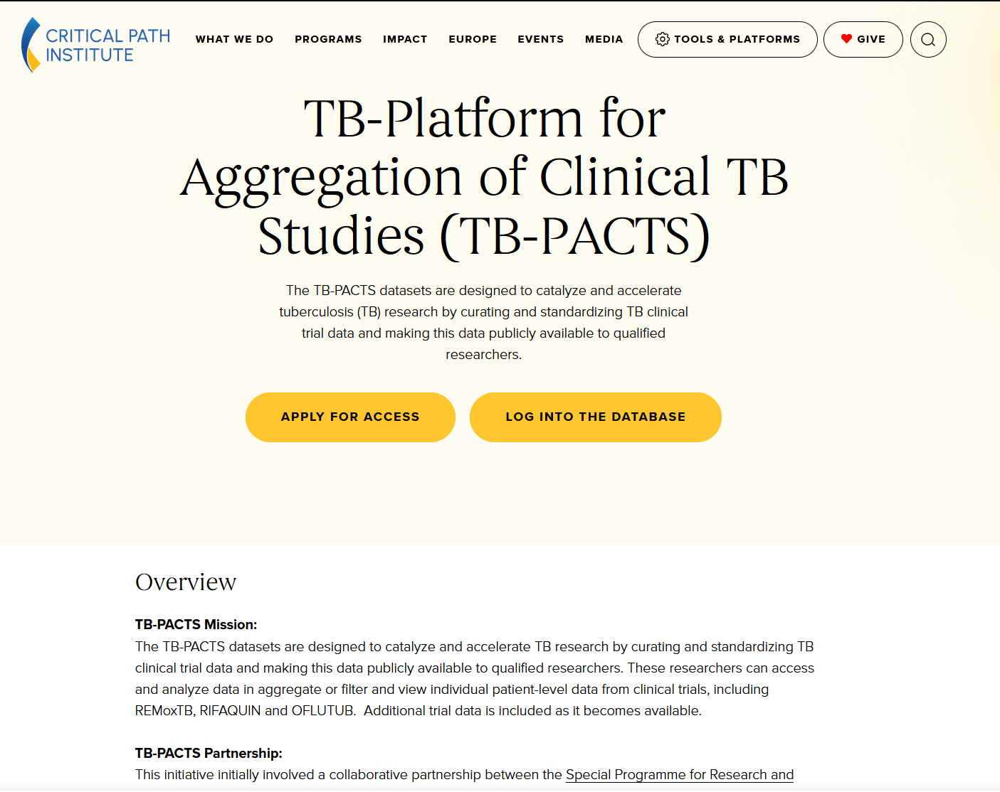 CRITICAL PATH
INSTITUTE
WHAT WE DO PROGRAMS IMPACT EUROPE EVENTS MEDIA TOOLS & PLATFORMS GIVE
TB-Platform for
Aggregation of Clinical TB
Studies (TB-PACTS)
The TB-PACTS datasets are designed to catalyze and accelerate
tuberculosis (TB) research by curating and standardizing TB clinical
trial data and making this data publicly available to qualified
researchers.
APPLY FOR ACCESS LOG INTO THE DATABASE
Overview
TB-PACTS Mission:
The TB-PACTS datasets are designed to catalyze and accelerate TB research by curating and standardizing TB
clinical trial data and making this data publicly available to qualified researchers. These researchers can access
and analyze data in aggregate or filter and view individual patient-level data from clinical trials, including
REMoxTB, RIFAQUIN and OFLUTUB.  Additional trial data is included as it becomes available.
TB-PACTS Partnership:
This initiative initially involved a collaborative partnership between the Special Programme for Research and